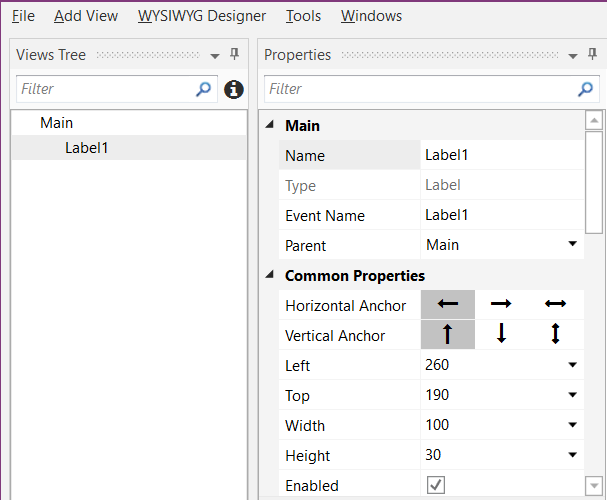 File Add View WYSIWYG Designer Tools Windows
Views Tree
Filter
Main
Label1
Properties
Filter
Main
Name Label1
Type Label
Event Name Label1
Parent Main
Common Properties
Horizontal Anchor
Vertical Anchor
Left 260
Top 190
Width 100
Height 30
Enabled